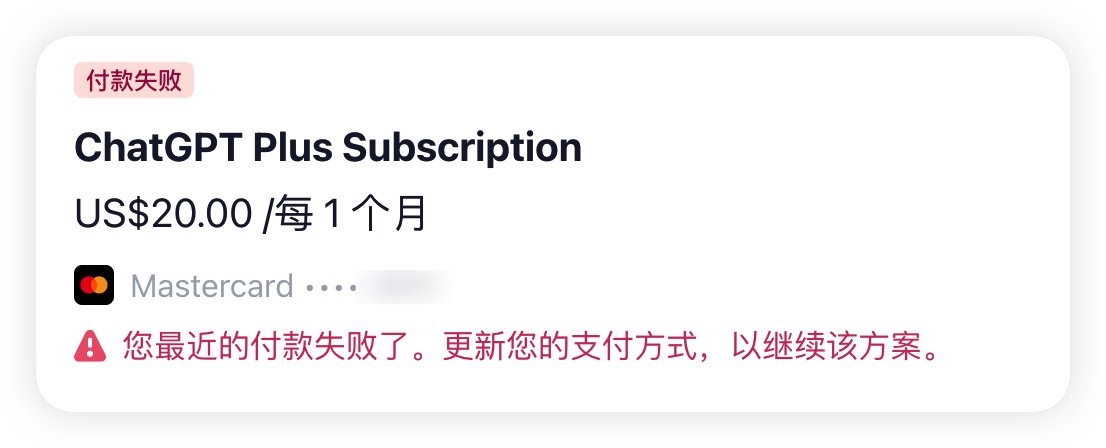 付款失败
ChatGPT Plus Subscription
US$20.00 /每 1 个月
Mastercard ••••
您最近的付款失败了。更新您的支付方式，以继续该方案。